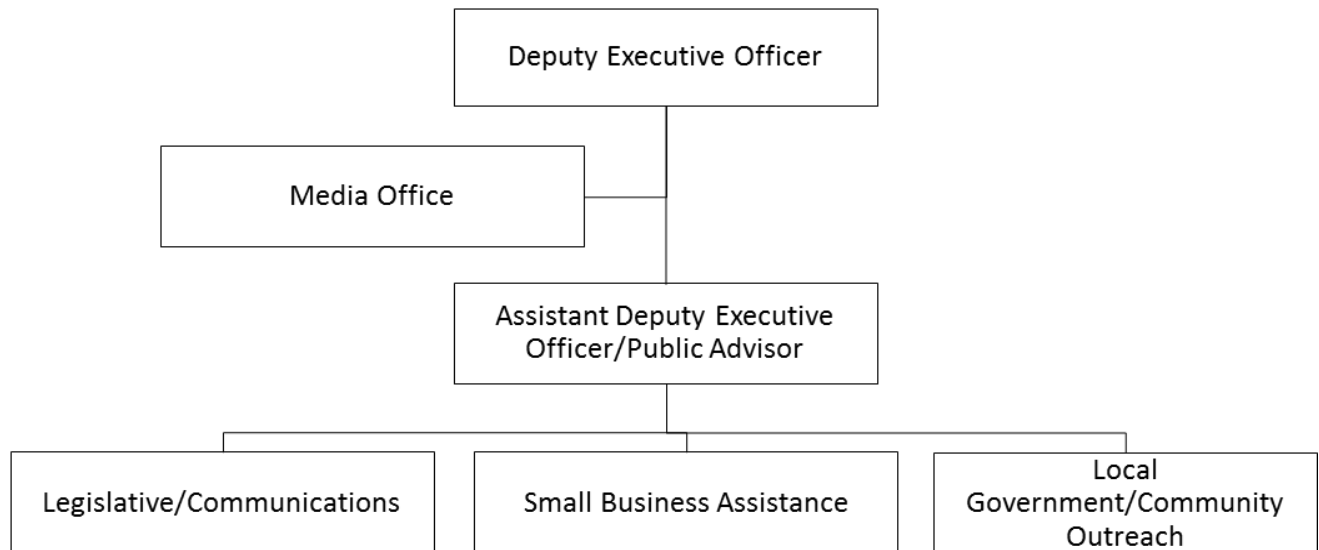 Deputy Executive Officer
Media Office
Assistant Deputy Executive
Officer/Public Advisor
Legislative/Communications
Small Business Assistance
Local
Government/Community
Outreach